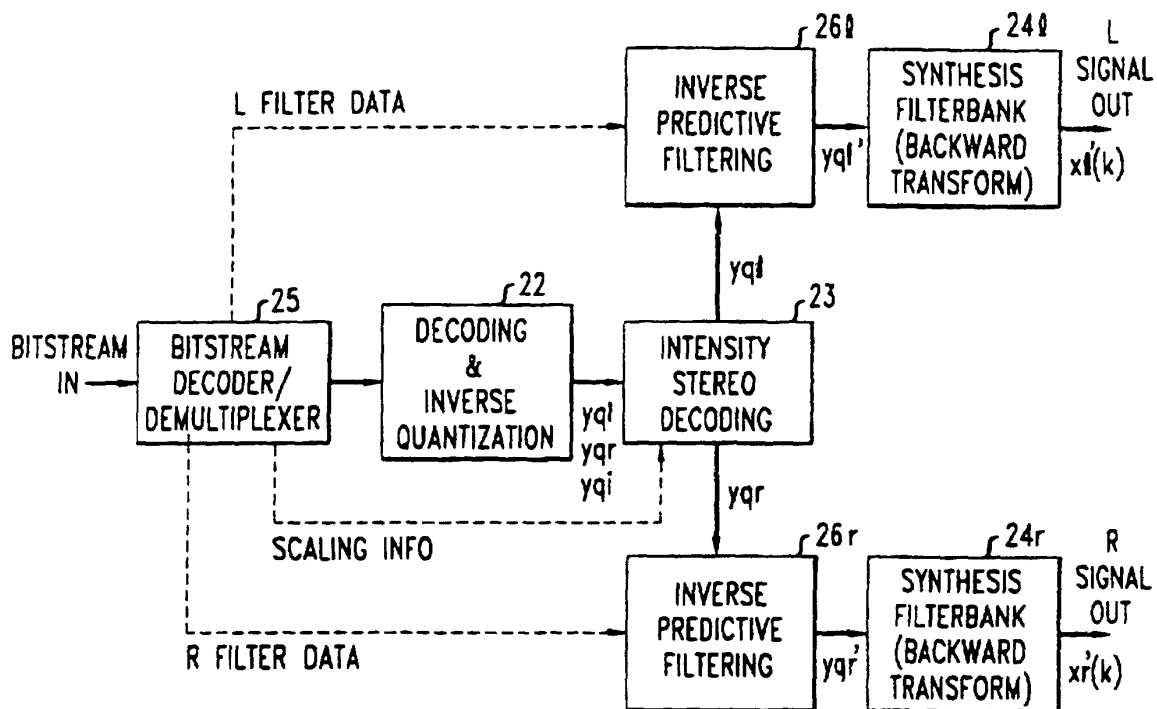 26ℓ
INVERSE
PREDICTIVE
FILTERING
24ℓ
SYNTHESIS
FILTERBANK
(BACKWARD
TRANSFORM)
L
SIGNAL
OUT
xℓ'(k)
L FILTER DATA
yqℓ'
yqℓ
BITSTREAM
IN
25
BITSTREAM
DECODER/
DEMULTIPLEXER
22
DECODING
&
INVERSE
QUANTIZATION
yqℓ
yqr
yqi
23
INTENSITY
STEREO
DECODING
SCALING INFO
yqr
26r
INVERSE
PREDICTIVE
FILTERING
24r
SYNTHESIS
FILTERBANK
(BACKWARD
TRANSFORM)
R
SIGNAL
OUT
xr'(k)
R FILTER DATA
yqr'